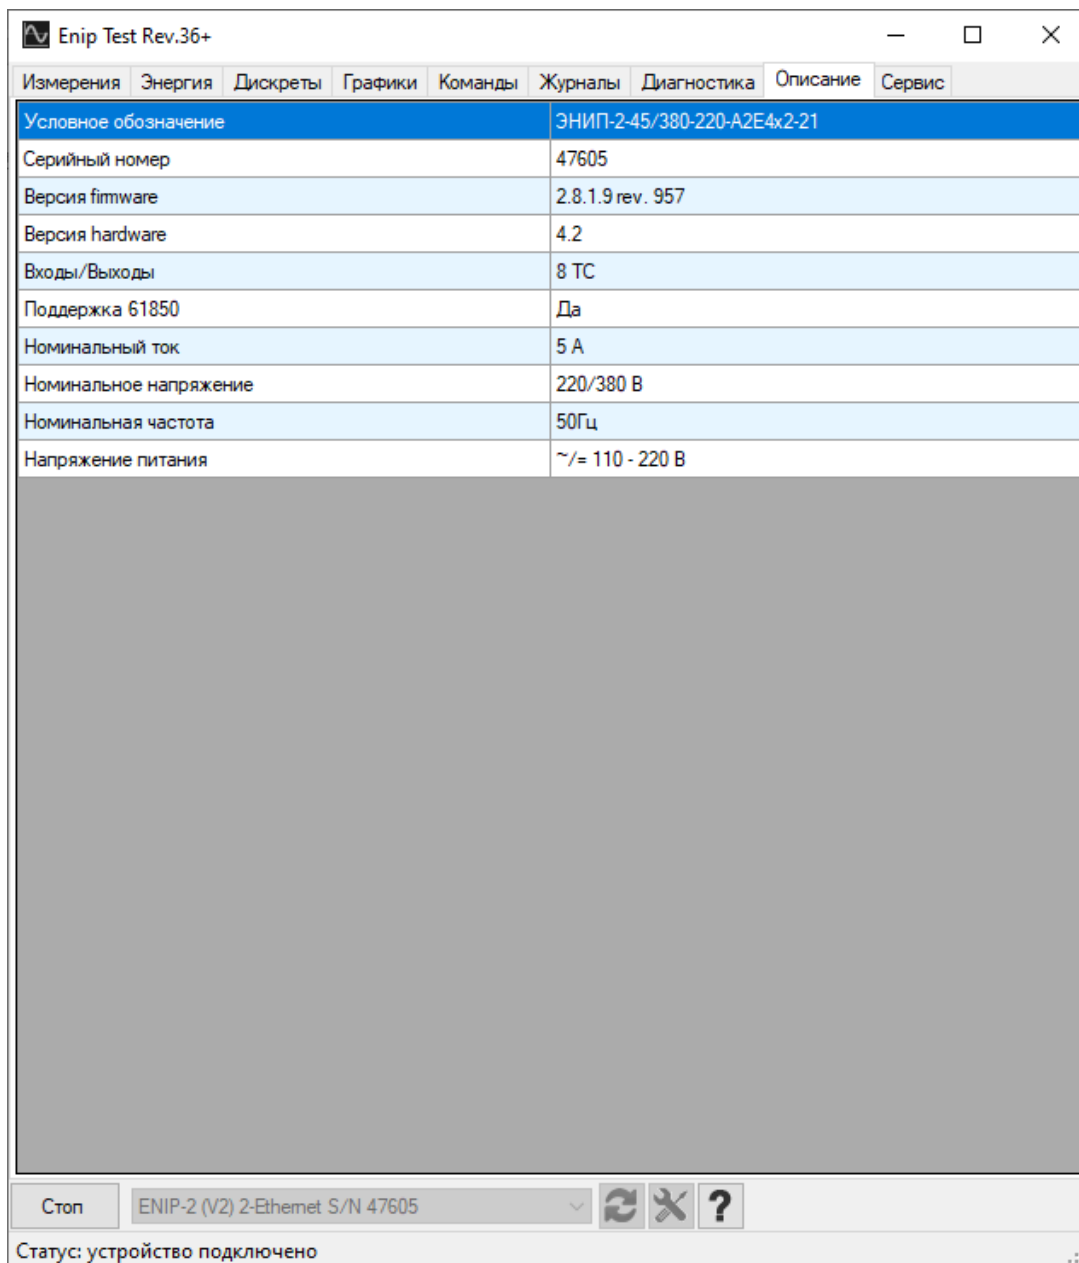 Enip Test Rev.36+
Измерения Энергия Дискреты Графики Команды Журналы Диагностика Описание Сервис
Условное обозначение ЭНИП-2-45/380-220-A2E4x2-21
Серийный номер 47605
Версия firmware 2.8.1.9 rev. 957
Версия hardware 4.2
Входы/Выходы 8 ТС
Поддержка 61850 Да
Номинальный ток 5 А
Номинальное напряжение 220/380 В
Номинальная частота 50Гц
Напряжение питания ~/= 110 - 220 В
Стоп ENIP-2 (V2) 2-Ethernet S/N 47605 ?
Статус: устройство подключено